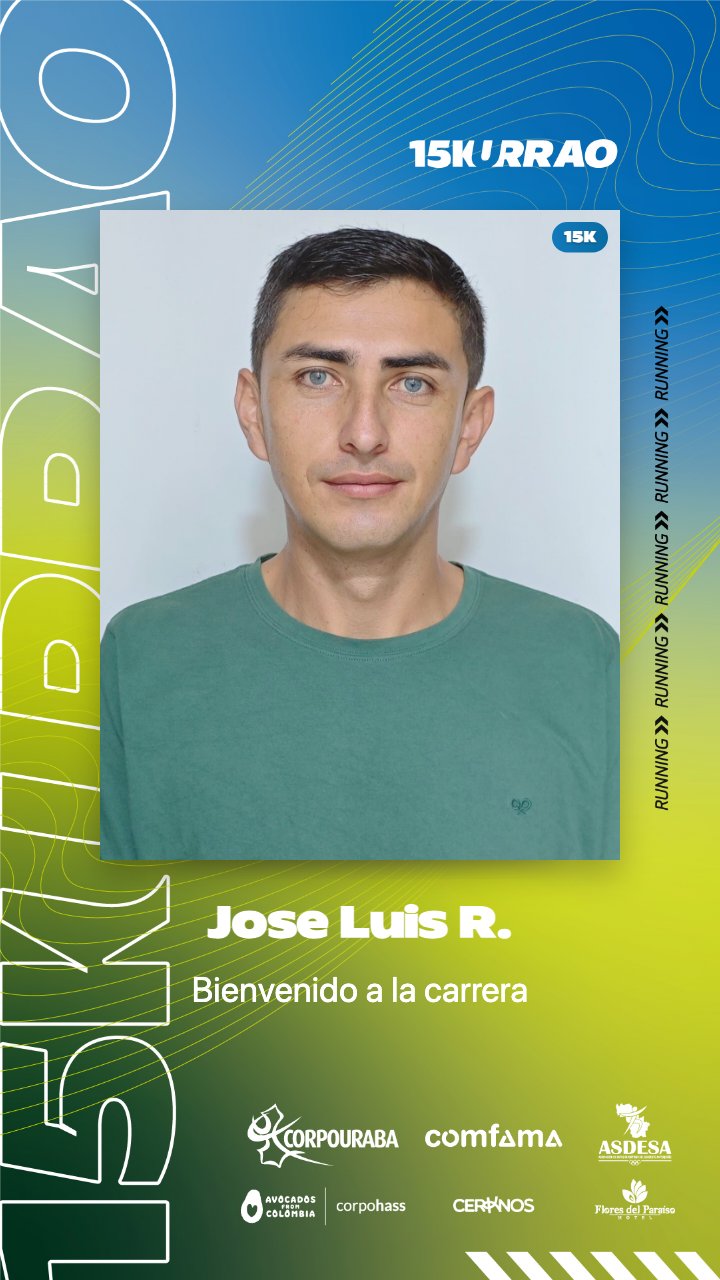 15KURRAO
15K
15KURRAO
RUNNING » RUNNING » RUNNING » RUNNING » RUNNING »
Jose Luis R.
Bienvenido a la carrera
CORPOURABA
comfama
ASDESA
AVOCADOS
FROM
COLOMBIA
corpohass
CERKNOS
Flores del Paraíso
HOTEL